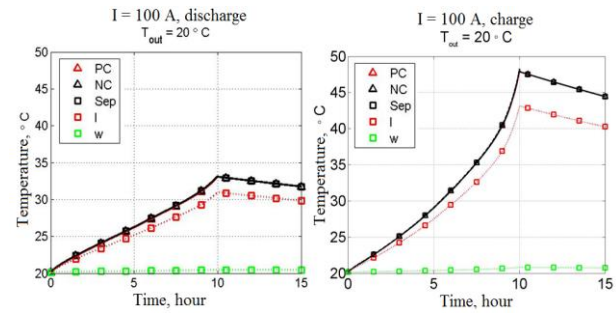 I = 100 A, discharge
T_out = 20 ° C
50
45
40
35
30
25
20
Temperature, °C
PC
NC
Sep
l
w
0
5
10
15
Time, hour
I = 100 A, charge
T_out = 20 ° C
50
45
40
35
30
25
20
Temperature, °C
PC
NC
Sep
l
w
0
5
10
15
Time, hour